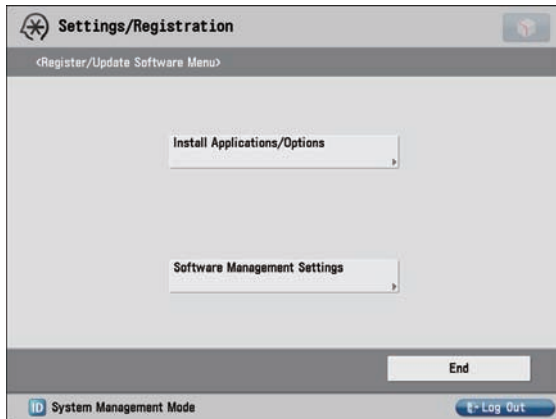 Settings/Registration
<Register/Update Software Menu>
Install Applications/Options
Software Management Settings
End
ID System Management Mode
Log Out